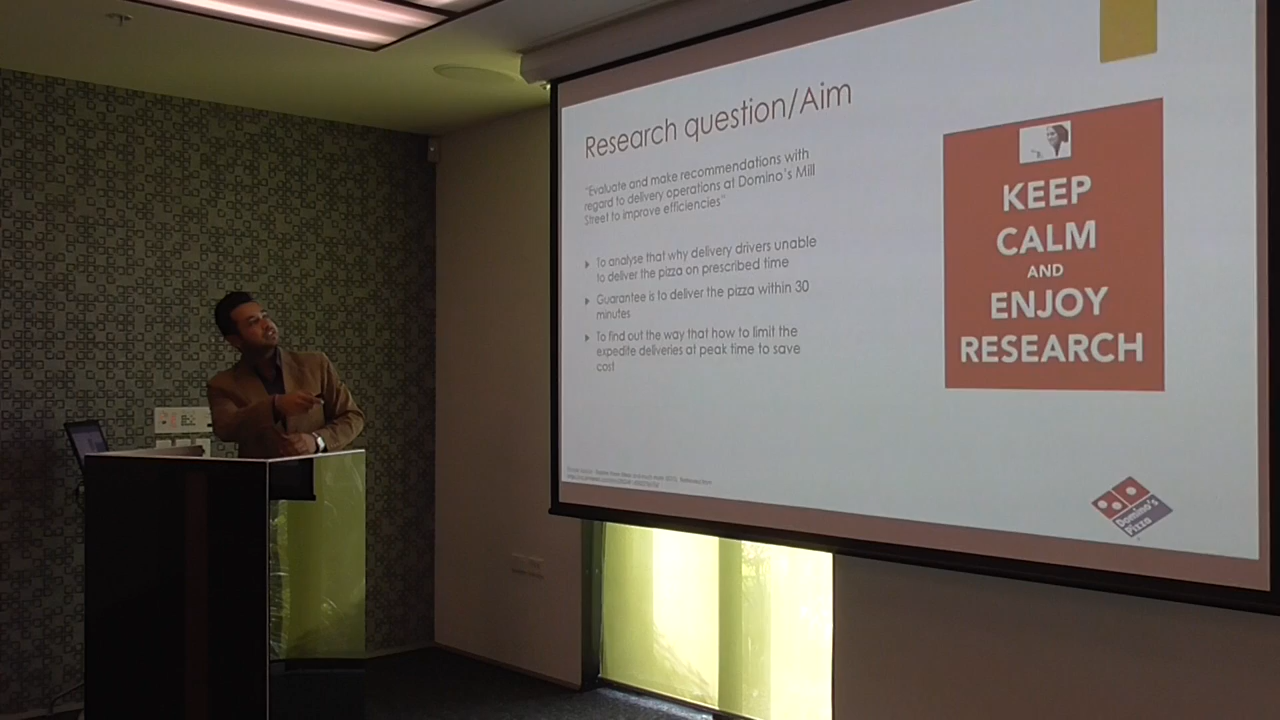 Research question/Aim
"Evaluate and make recommendations with
regard to delivery operations at Domino's Mill
Street to improve efficiencies"
To analyse that why delivery drivers unable
to deliver the pizza on prescribed time
Guarantee is to deliver the pizza within 30
minutes
To find out the way that how to limit the
expedite deliveries at peak time to save
cost
KEEP
CALM
AND
ENJOY
RESEARCH
Domino's
Pizza